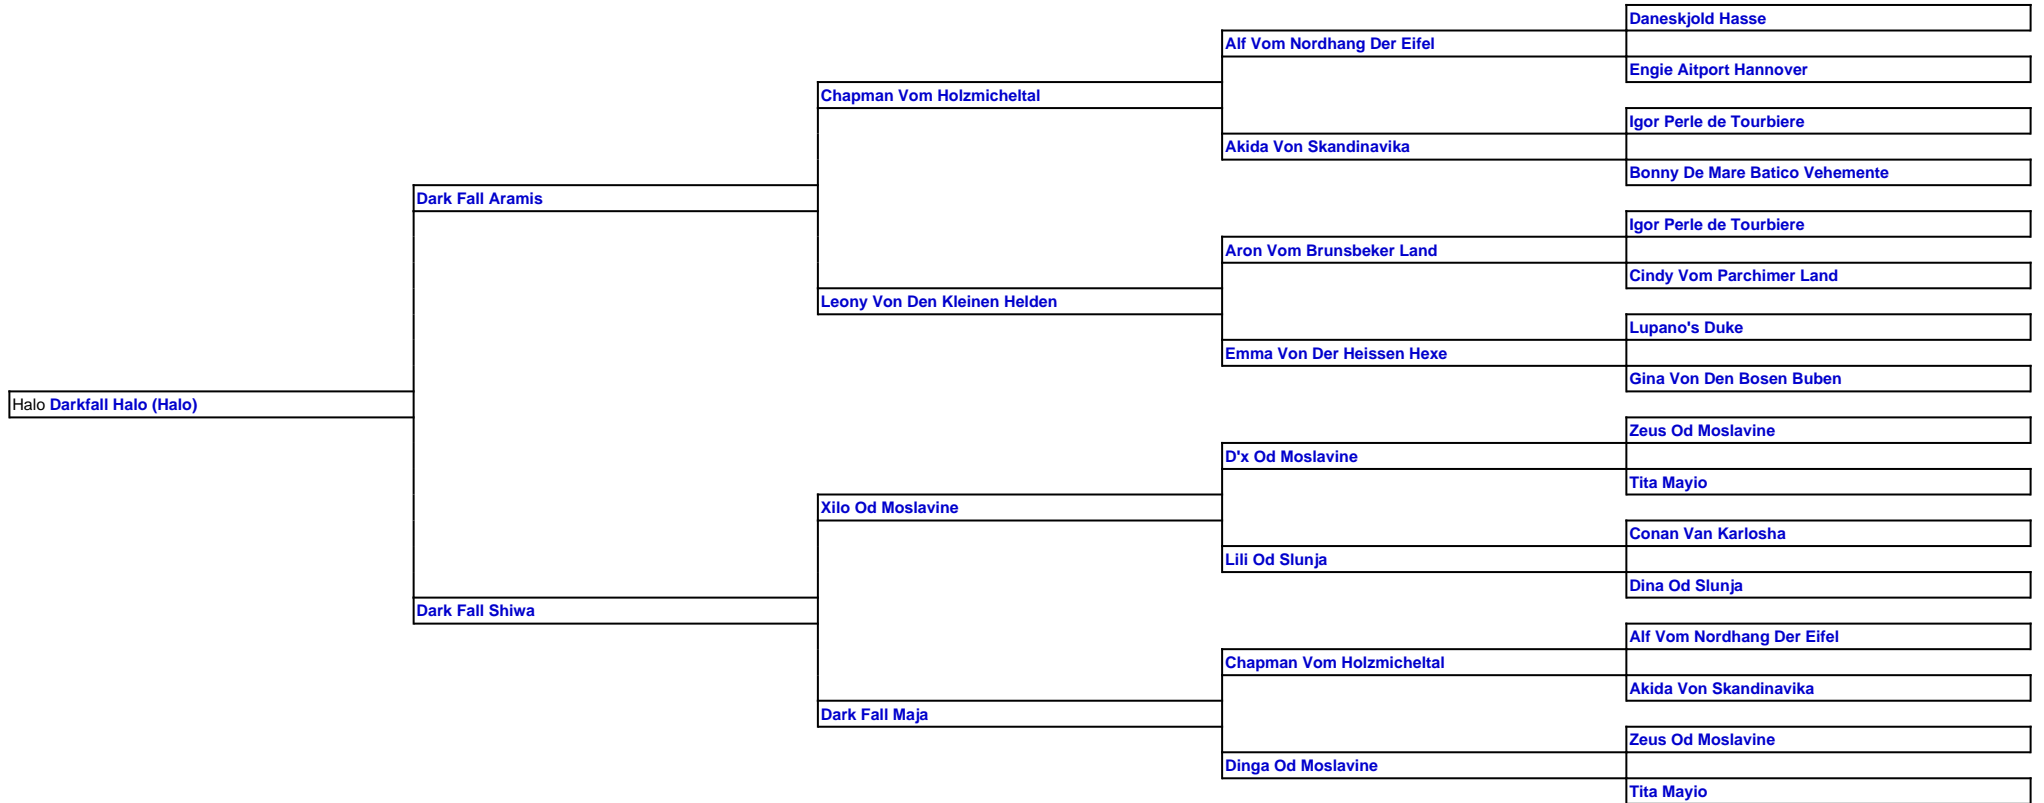 Daneskjold Hasse
Alf Vom Nordhang Der Eifel
Engie Aitport Hannover
Chapman Vom Holzmicheltal
Igor Perle de Tourbiere
Akida Von Skandinavika
Bonny De Mare Batico Vehemente
Dark Fall Aramis
Igor Perle de Tourbiere
Aron Vom Brunsbeker Land
Cindy Vom Parchimer Land
Leony Von Den Kleinen Helden
Lupano's Duke
Emma Von Der Heissen Hexe
Gina Von Den Bosen Buben
Halo Darkfall Halo (Halo)
Zeus Od Moslavine
D'x Od Moslavine
Tita Mayio
Xilo Od Moslavine
Conan Van Karlosha
Lili Od Slunja
Dina Od Slunja
Dark Fall Shiwa
Alf Vom Nordhang Der Eifel
Chapman Vom Holzmicheltal
Akida Von Skandinavika
Dark Fall Maja
Zeus Od Moslavine
Dinga Od Moslavine
Tita Mayio